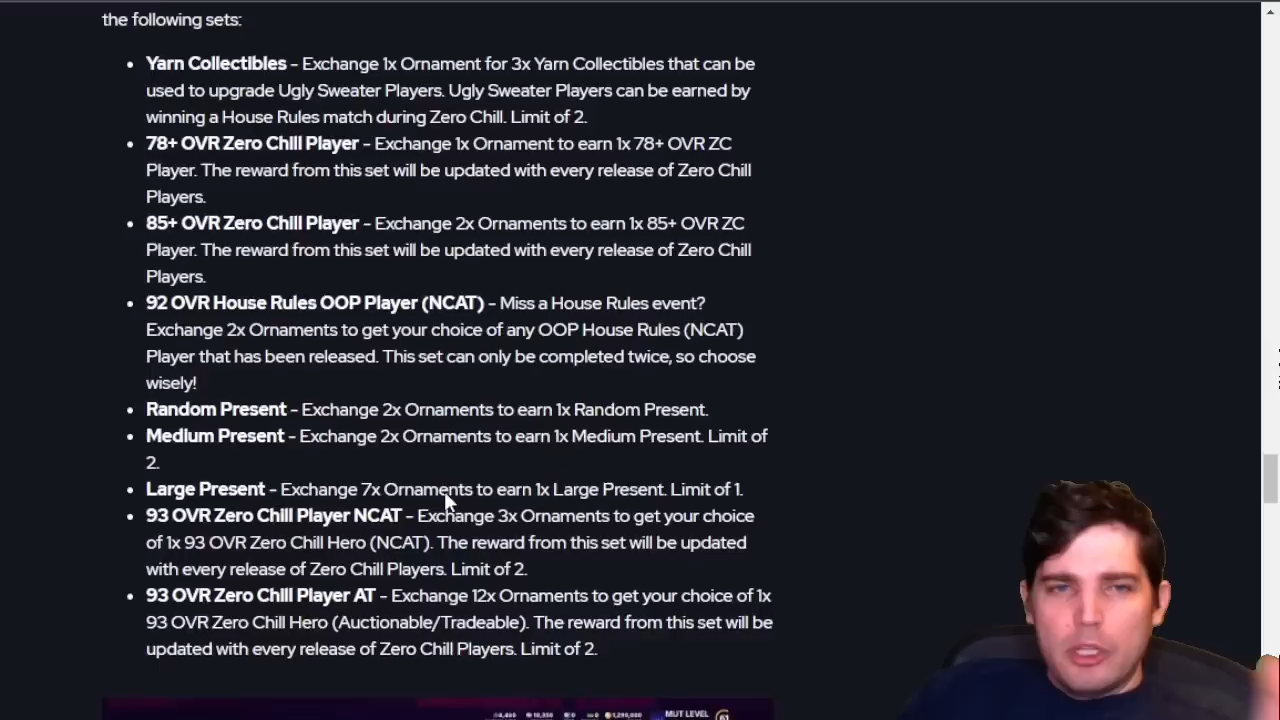 the following sets:
Yarn Collectibles - Exchange 1x Ornament for 3x Yarn Collectibles that can be
used to upgrade Ugly Sweater Players. Ugly Sweater Players can be earned by
winning a House Rules match during Zero Chill. Limit of 2.
78+ OVR Zero Chill Player - Exchange 1x Ornament to earn 1x 78+ OVR ZC
Player. The reward from this set will be updated with every release of Zero Chill
Players.
85+ OVR Zero Chill Player - Exchange 2x Ornaments to earn 1x 85+ OVR ZC
Player. The reward from this set will be updated with every release of Zero Chill
Players.
92 OVR House Rules OOP Player (NCAT) - Miss a House Rules event?
Exchange 2x Ornaments to get your choice of any OOP House Rules (NCAT)
Player that has been released. This set can only be completed twice, so choose
wisely!
Random Present - Exchange 2x Ornaments to earn 1x Random Present.
Medium Present - Exchange 2x Ornaments to earn 1x Medium Present. Limit of
2.
Large Present - Exchange 7x Ornaments to earn 1x Large Present. Limit of 1.
93 OVR Zero Chill Player NCAT - Exchange 3x Ornaments to get your choice
of 1x 93 OVR Zero Chill Hero (NCAT). The reward from this set will be updated
with every release of Zero Chill Players. Limit of 2.
93 OVR Zero Chill Player AT - Exchange 12x Ornaments to get your choice of 1x
93 OVR Zero Chill Hero (Auctionable/Tradeable). The reward from this set will be
updated with every release of Zero Chill Players. Limit of 2.
MUT LEVEL